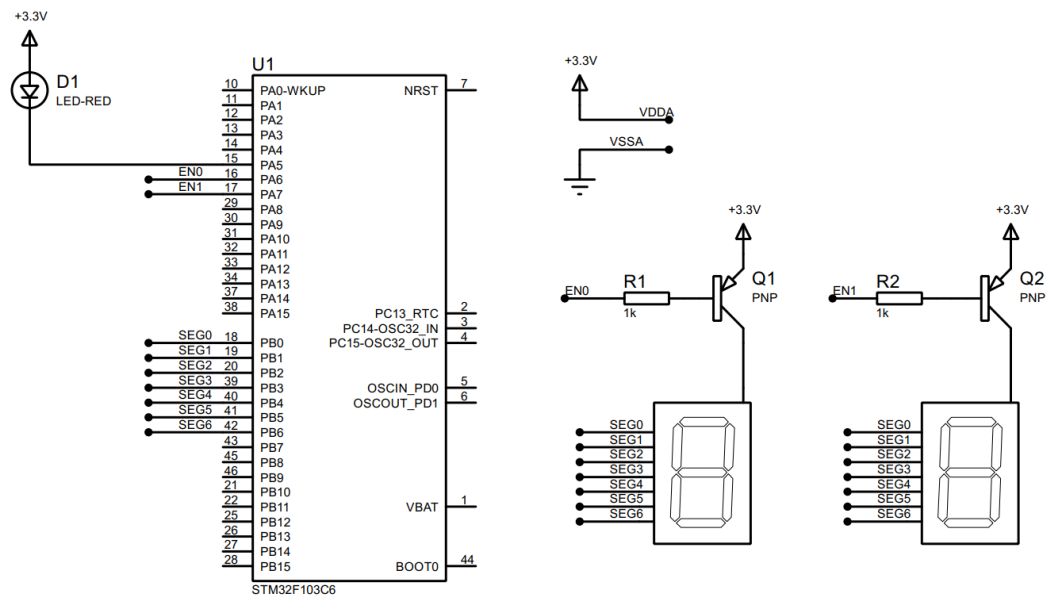 +3.3V
D1
LED-RED
U1
10 PA0-WKUP NRST 7
11 PA1
12 PA2
13 PA3
14 PA4
15 PA5
EN0 16 PA6
EN1 17 PA7
29 PA8
30 PA9
31 PA10
32 PA11
33 PA12
34 PA13
37 PA14
38 PA15
PC13_RTC 2
PC14-OSC32_IN 3
SEG0 18 PB0 PC15-OSC32_OUT 4
SEG1 19 PB1
SEG2 20 PB2
SEG3 39 PB3 OSCIN_PD0 5
SEG4 40 PB4 OSCOUT_PD1 6
SEG5 41 PB5
SEG6 42 PB6
43 PB7
45 PB8
46 PB9
21 PB10
22 PB11 VBAT 1
25 PB12
26 PB13
27 PB14
28 PB15 BOOT0 44
STM32F103C6
+3.3V
VDDA
VSSA
+3.3V
Q1
PNP
R1
EN0
1k
SEG0
SEG1
SEG2
SEG3
SEG4
SEG5
SEG6
+3.3V
Q2
PNP
R2
EN1
1k
SEG0
SEG1
SEG2
SEG3
SEG4
SEG5
SEG6